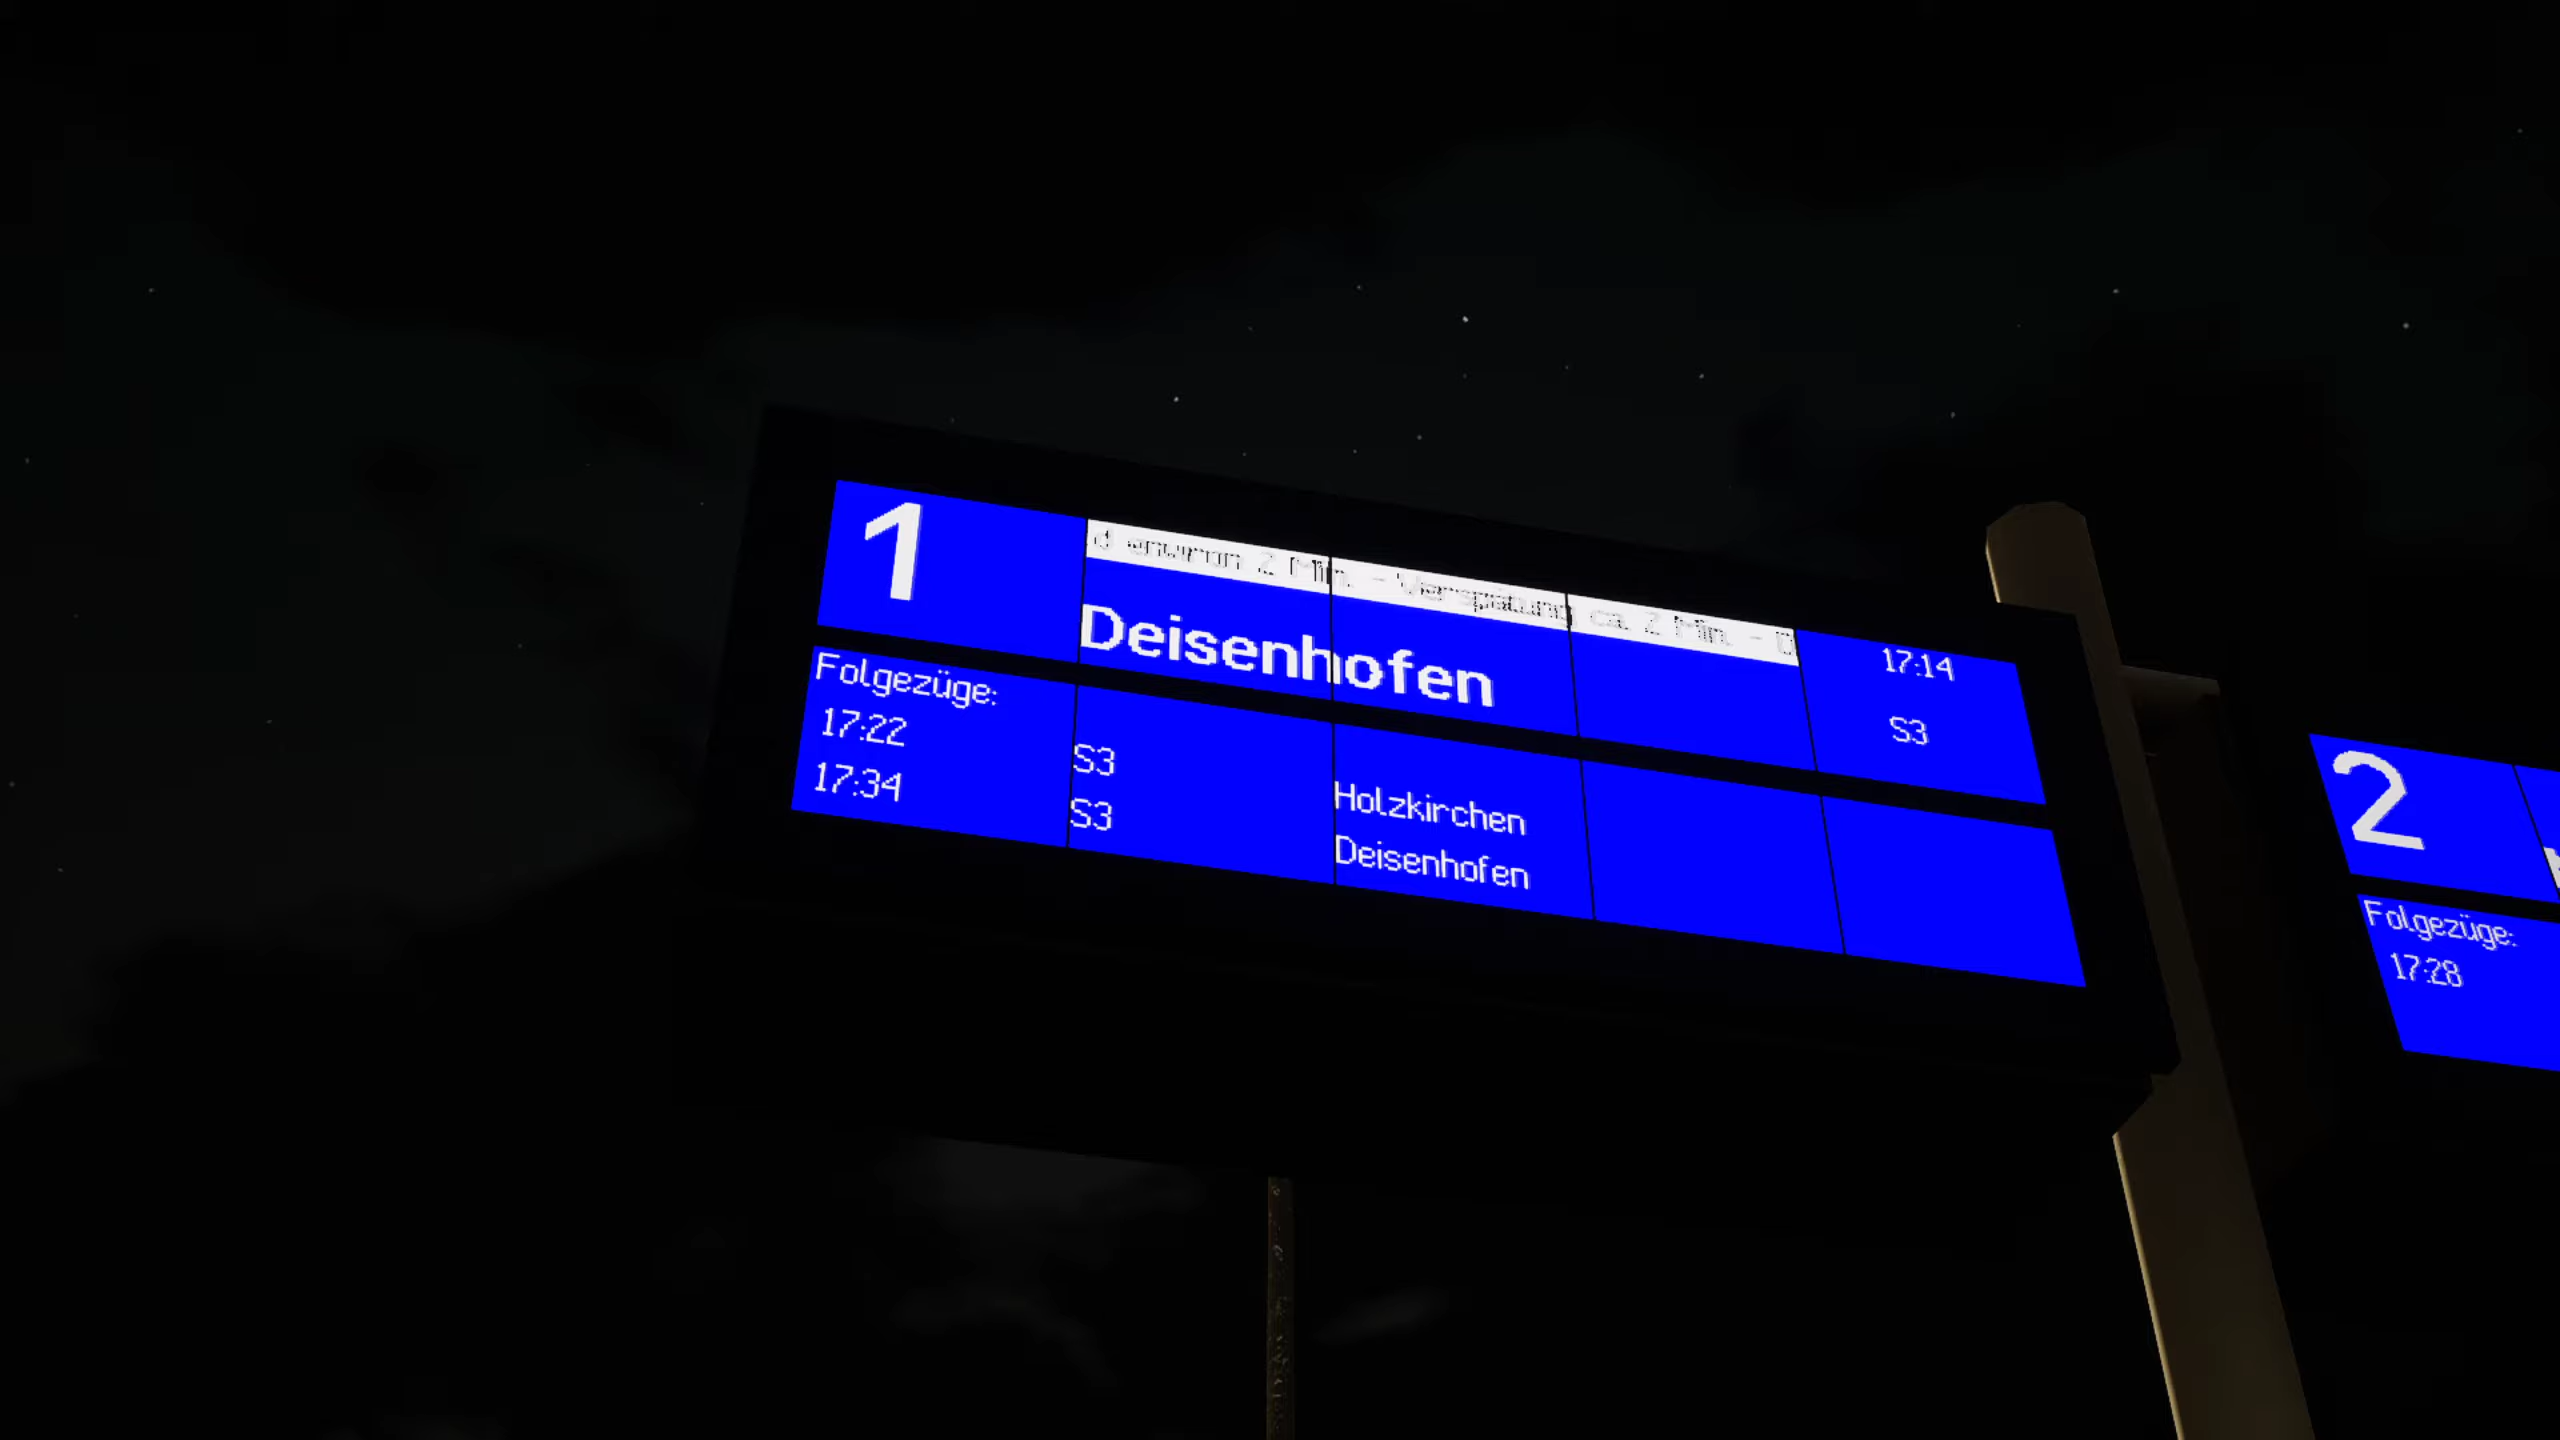 1
d environ 2 Min. - Verspätung ca. 2 Min. - D
17:14
Deisenhofen
S3
Folgezüge:
17:22 S3 Holzkirchen
17:34 S3 Deisenhofen
2
Folgezüge:
17:28